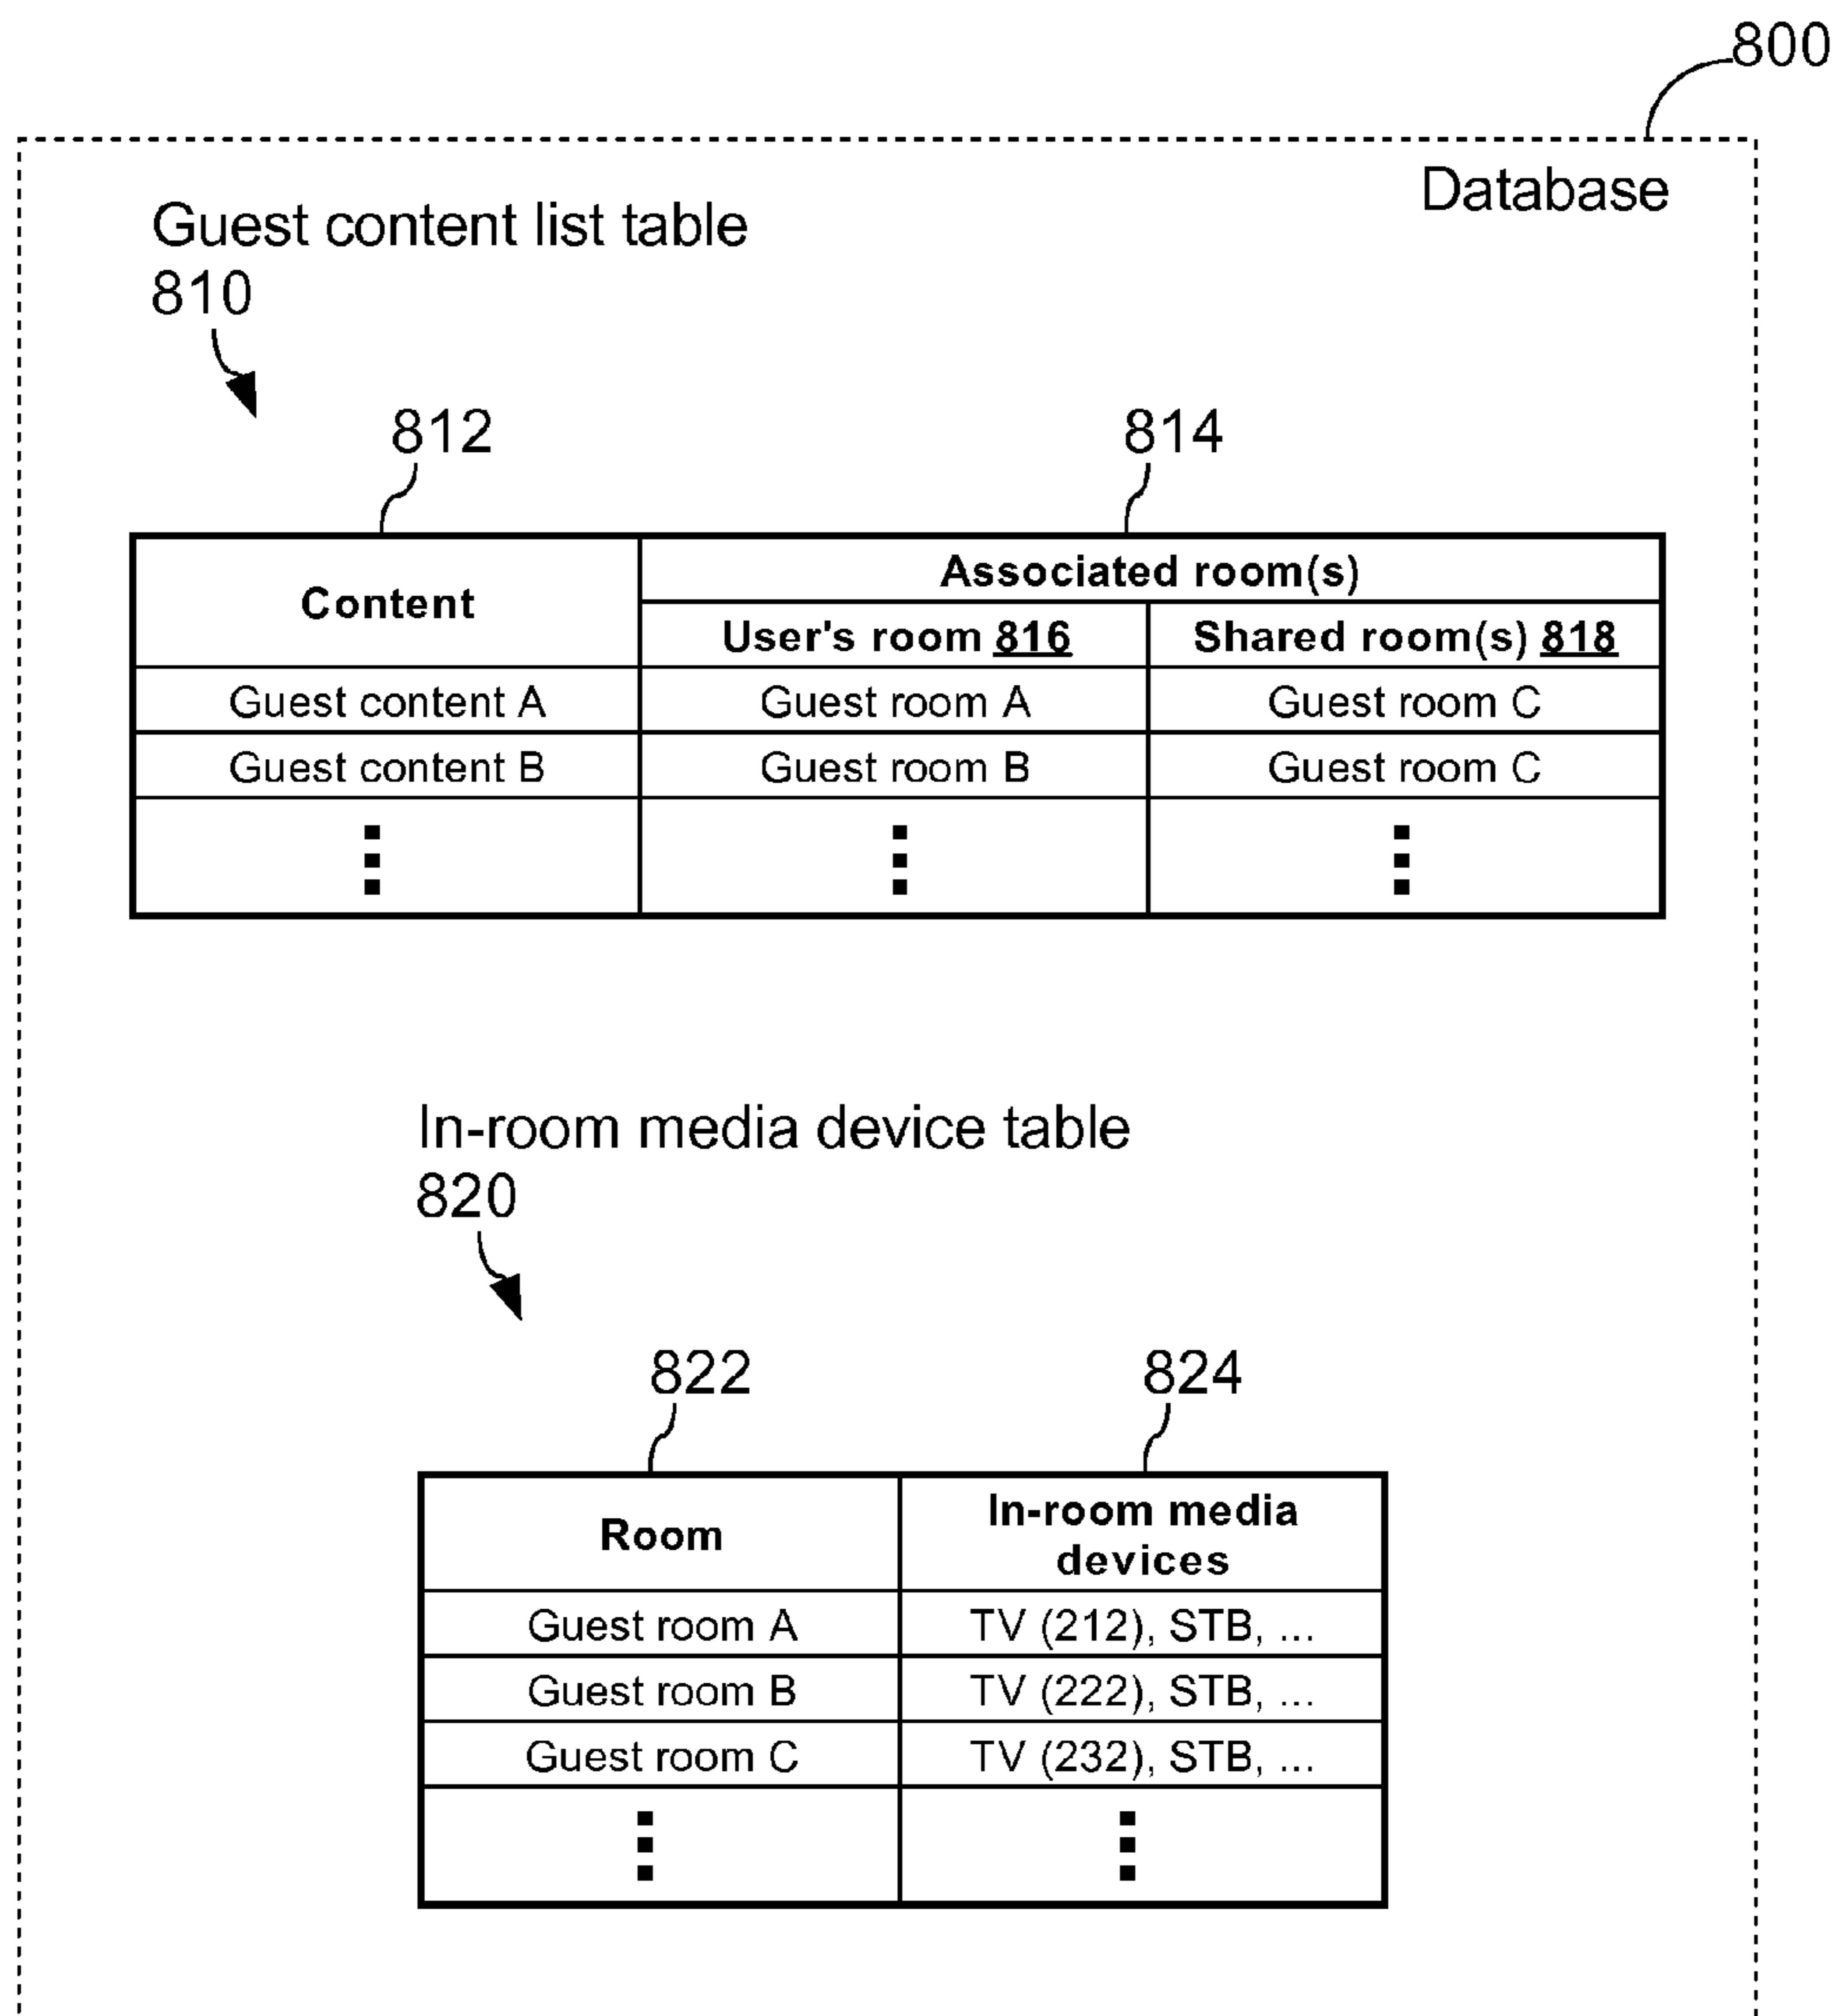 800
Database
Guest content list table
810
812
814
Content
Associated room(s)
User's room 816
Shared room(s) 818
Guest content A
Guest room A
Guest room C
Guest content B
Guest room B
Guest room C
In-room media device table
820
822
824
Room
In-room media
devices
Guest room A
TV (212), STB, ...
Guest room B
TV (222), STB, ...
Guest room C
TV (232), STB, ...